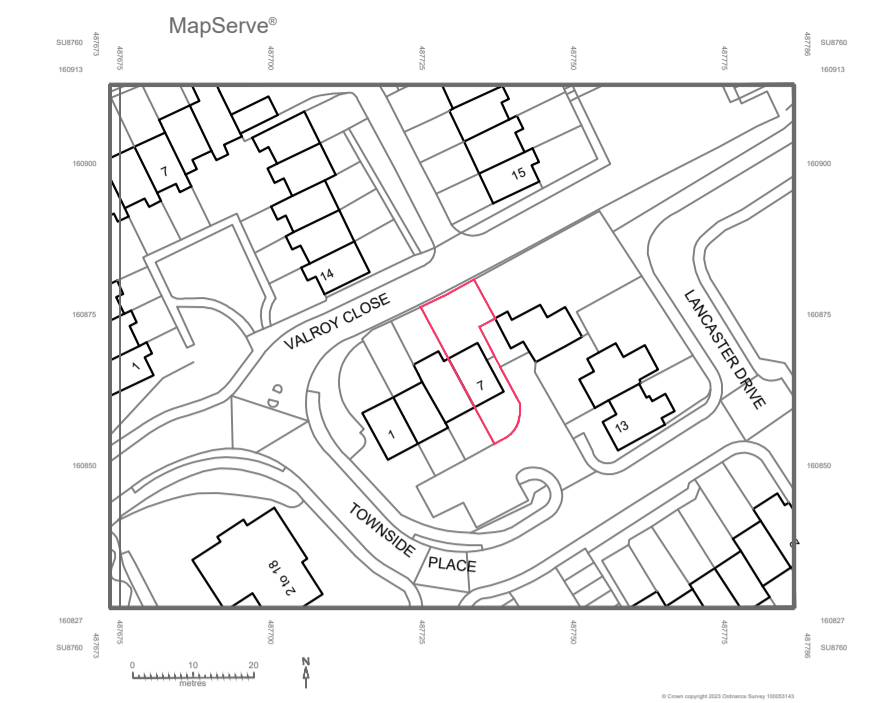 MapServe®
SU8760
487673
487675
487700
487725
487750
487775
487786
SU8760
160913
160913
7
15
160900
160900
14
VALROY CLOSE
LANCASTER DRIVE
160875
160875
1
7
1
13
160850
160850
TOWNSIDE
PLACE
2 to 18
160827
160827
SU8760
487673
487675
487700
487725
487750
487775
487786
SU8760
0 10 20
metres
N
© Crown copyright 2023 Ordnance Survey 100053143